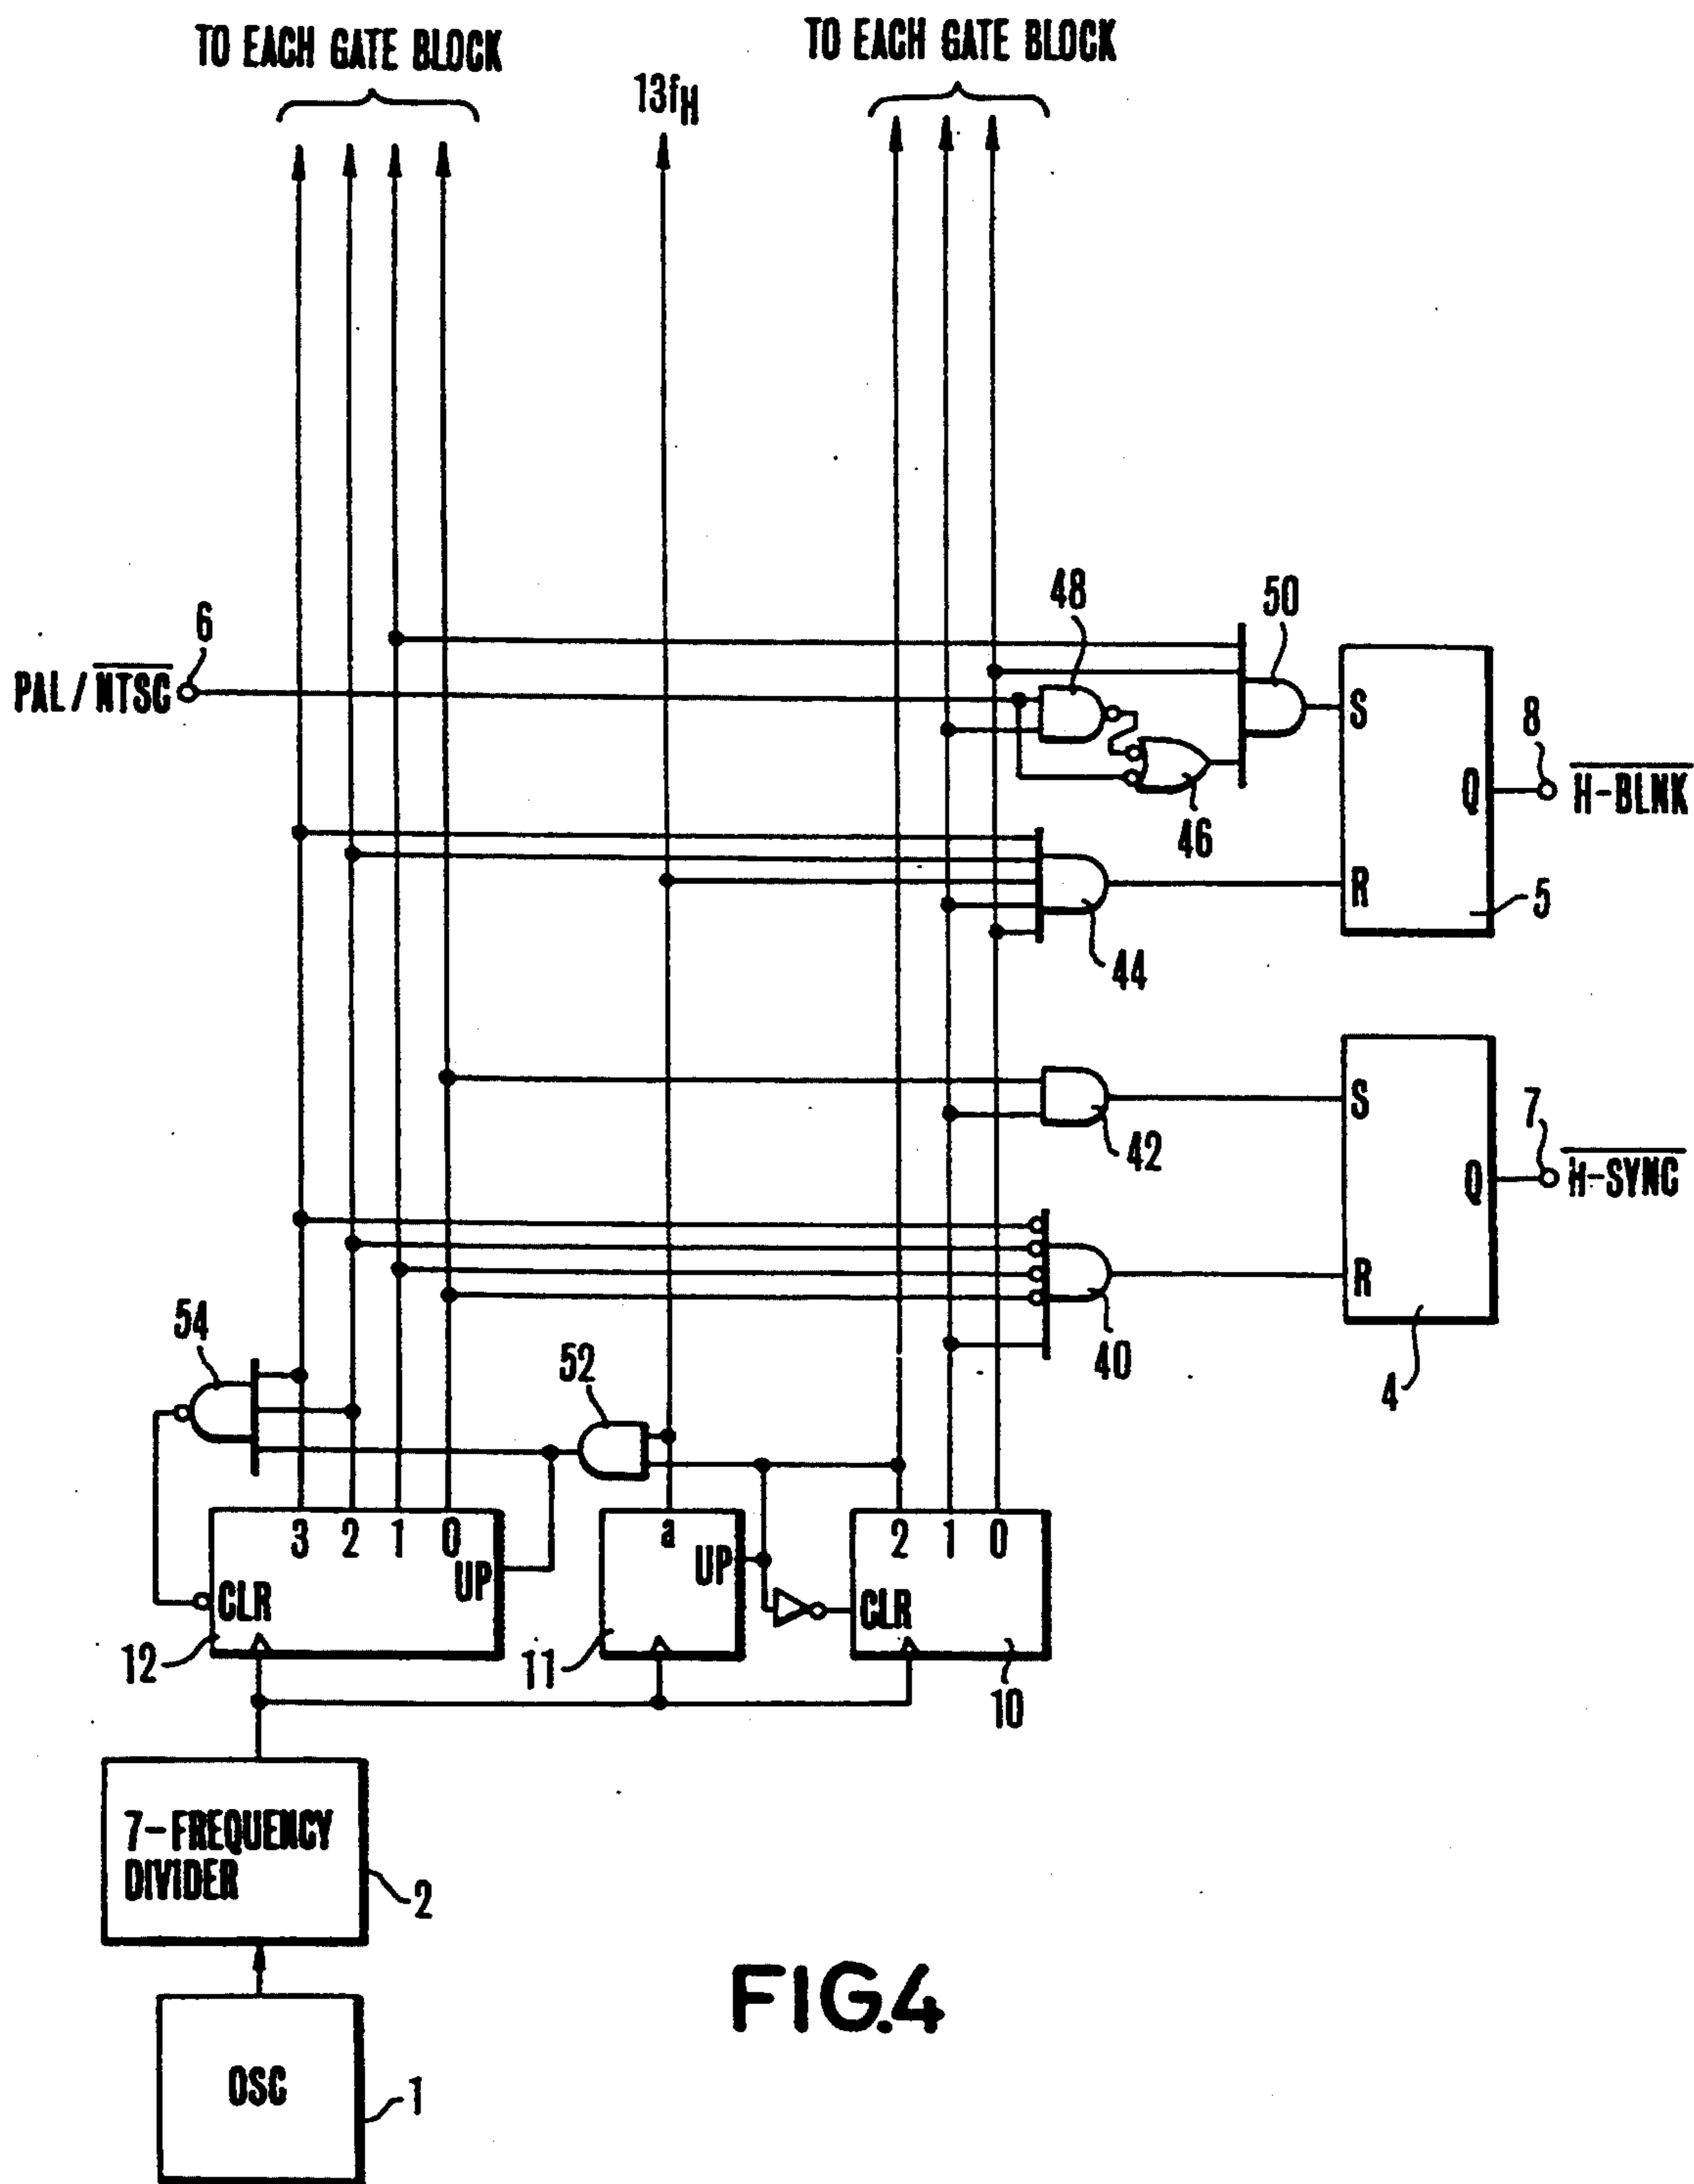 TO EACH GATE BLOCK
TO EACH GATE BLOCK
13fH
6
PAL / NTSC
48
50
S
8
Q
H-BLNK
46
R
5
44
S
7
42
Q
H-SYNC
R
54
52
40
4
3 2 1 0
UP
CLR
12
a
UP
11
2 1 0
CLR
10
7-FREQUENCY
DIVIDER
2
FIG.4
OSC
1